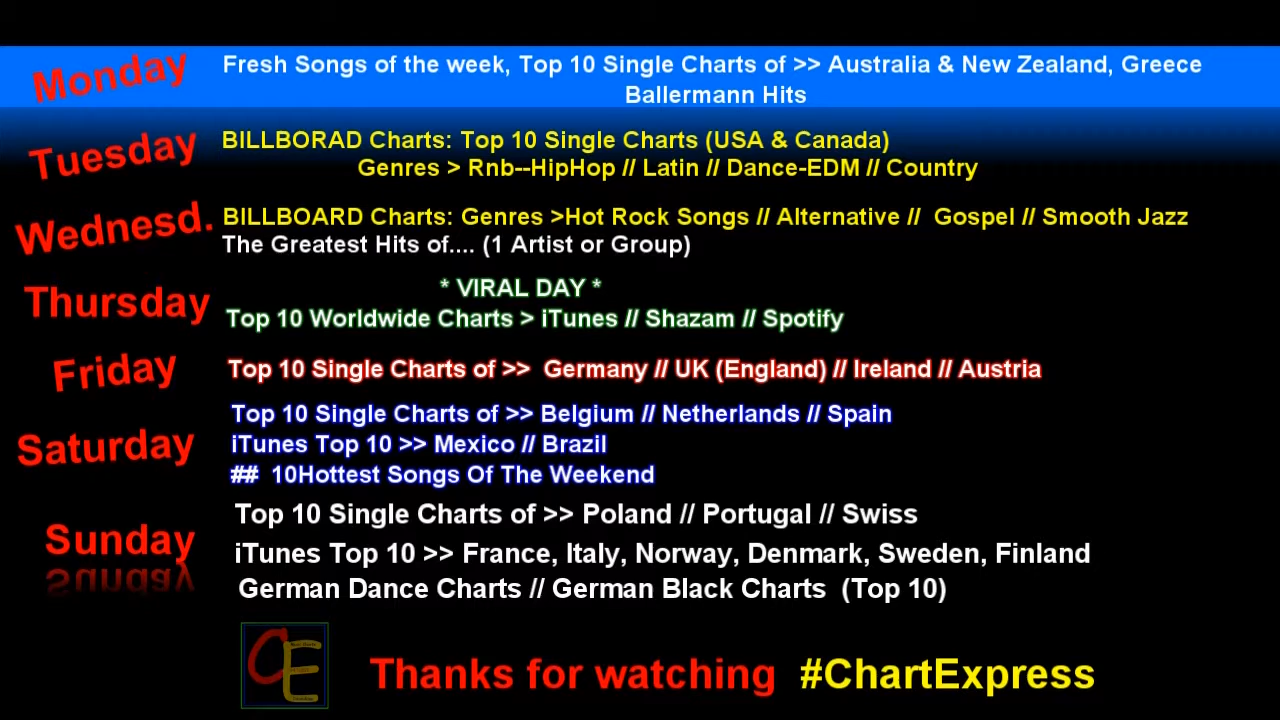 Monday
Fresh Songs of the week, Top 10 Single Charts of >> Australia & New Zealand, Greece
Ballermann Hits
Tuesday
BILLBORAD Charts: Top 10 Single Charts (USA & Canada)
Genres > Rnb--HipHop // Latin // Dance-EDM // Country
Wednesd.
BILLBOARD Charts: Genres >Hot Rock Songs // Alternative // Gospel // Smooth Jazz
The Greatest Hits of.... (1 Artist or Group)
Thursday
* VIRAL DAY *
Top 10 Worldwide Charts > iTunes // Shazam // Spotify
Friday
Top 10 Single Charts of >> Germany // UK (England) // Ireland // Austria
Saturday
Top 10 Single Charts of >> Belgium // Netherlands // Spain
iTunes Top 10 >> Mexico // Brazil
## 10Hottest Songs Of The Weekend
Sunday
Top 10 Single Charts of >> Poland // Portugal // Swiss
iTunes Top 10 >> France, Italy, Norway, Denmark, Sweden, Finland
German Dance Charts // German Black Charts (Top 10)
CE
Thanks for watching #ChartExpress